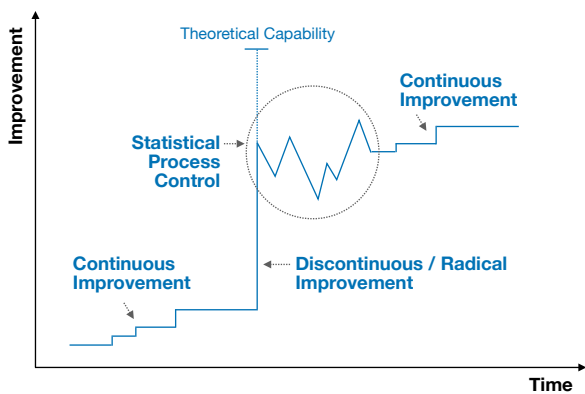 Improvement
Theoretical Capability
Continuous
Improvement
Statistical
Process
Control
Continuous
Improvement
Discontinuous / Radical
Improvement
Time